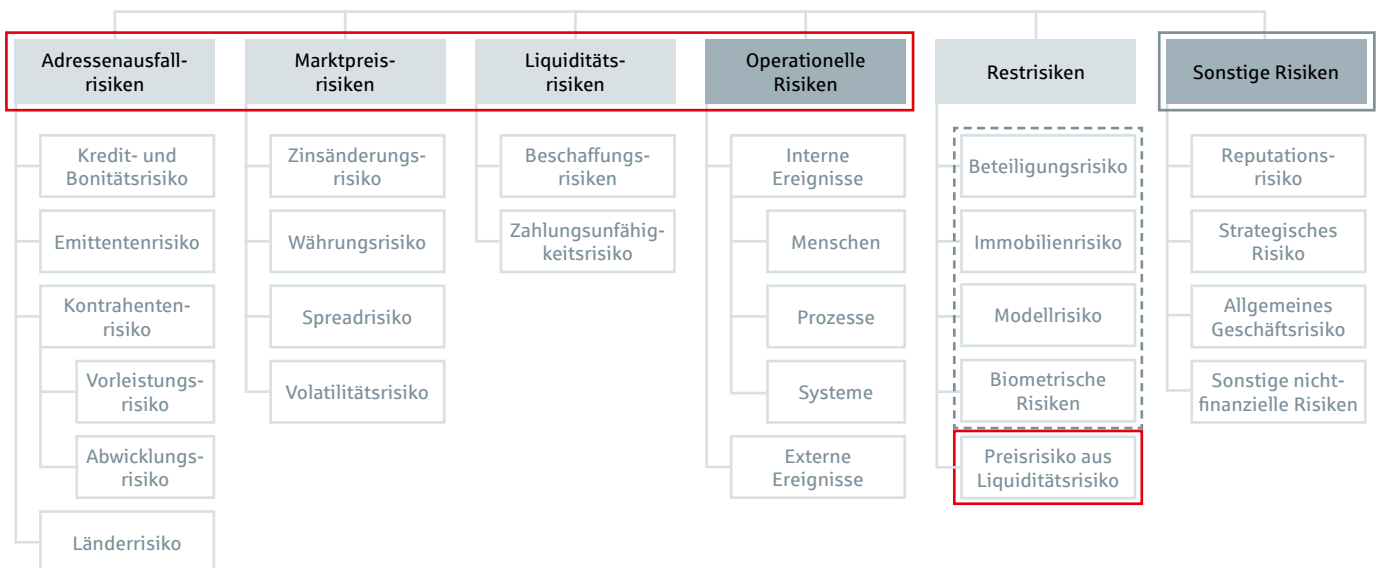 Adressenausfall-
risiken
Marktpreis-
risiken
Liquiditäts-
risiken
Operationelle
Risiken
Restrisiken
Sonstige Risiken
Kredit- und
Bonitätsrisiko
Emittentenrisiko
Kontrahenten-
risiko
Vorleistungs-
risiko
Abwicklungs-
risiko
Länderrisiko
Zinsänderungs-
risiko
Währungsrisiko
Spreadrisiko
Volatilitätsrisiko
Beschaffungs-
risiken
Zahlungsunfähig-
keitsrisiko
Interne
Ereignisse
Menschen
Prozesse
Systeme
Externe
Ereignisse
Beteiligungsrisiko
Immobilienrisiko
Modellrisiko
Biometrische
Risiken
Preisrisiko aus
Liquiditätsrisiko
Reputations-
risiko
Strategisches
Risiko
Allgemeines
Geschäftsrisiko
Sonstige nicht-
finanzielle Risiken